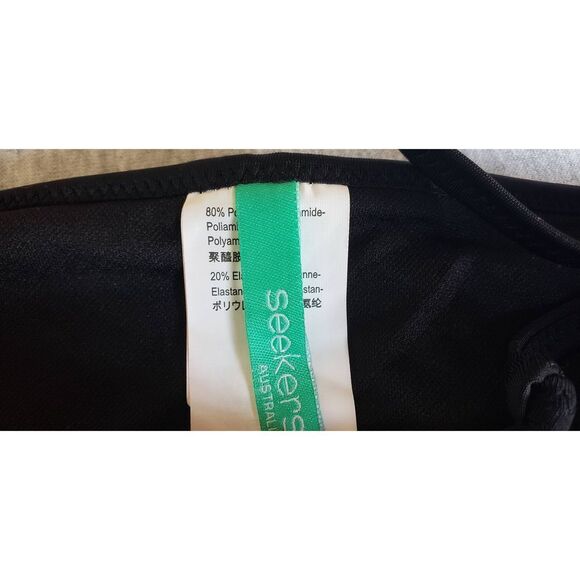 80% Po mide-
Poliami
Polyam
聚醯胺
20% Ela nne-
Elastan stan-
ポリウレ 氨纶
seekers
AUSTRALI